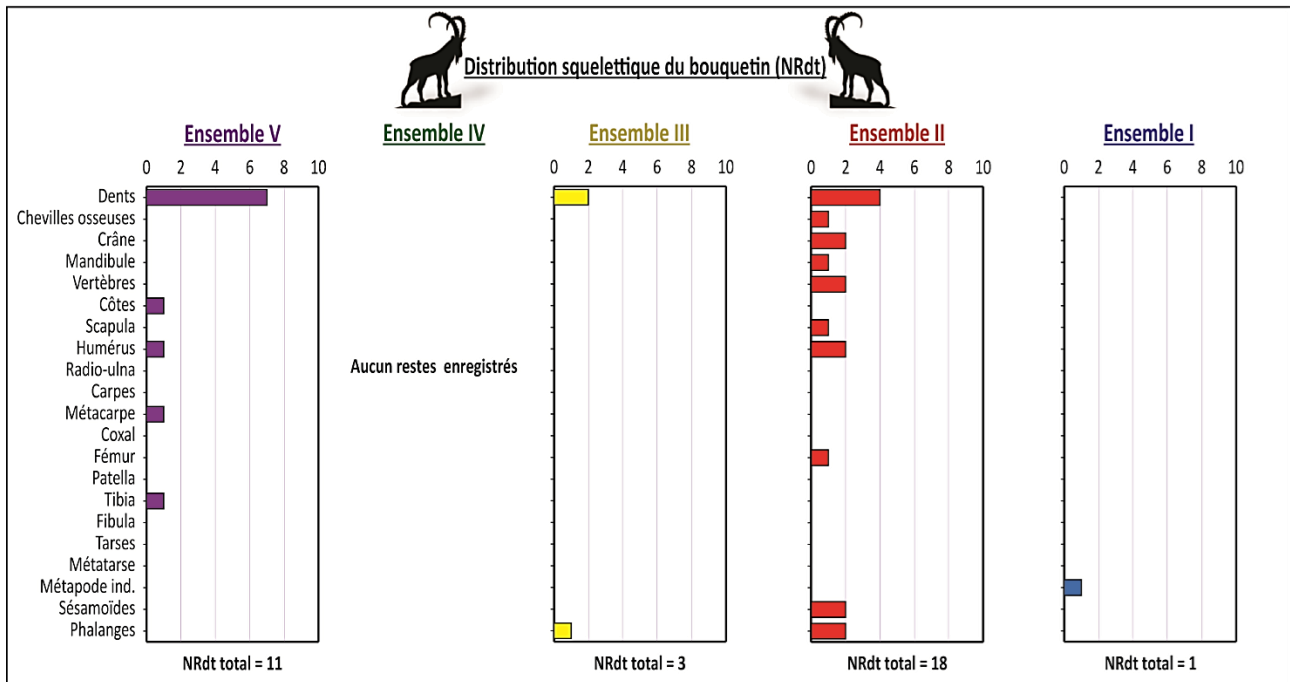 Distribution squelettique du bouquetin (NRdt)
Ensemble V
Ensemble IV
Ensemble III
Ensemble II
Ensemble I
0 2 4 6 8 10
0 2 4 6 8 10
0 2 4 6 8 10
0 2 4 6 8 10
Dents
Chevilles osseuses
Crâne
Mandibule
Vertèbres
Côtes
Scapula
Humérus
Radio-ulna
Carpes
Métacarpe
Coxal
Fémur
Patella
Tibia
Fibula
Tarses
Métatarse
Métapode ind.
Sésamoïdes
Phalanges
Aucun restes enregistrés
NRdt total = 11
NRdt total = 3
NRdt total = 18
NRdt total = 1